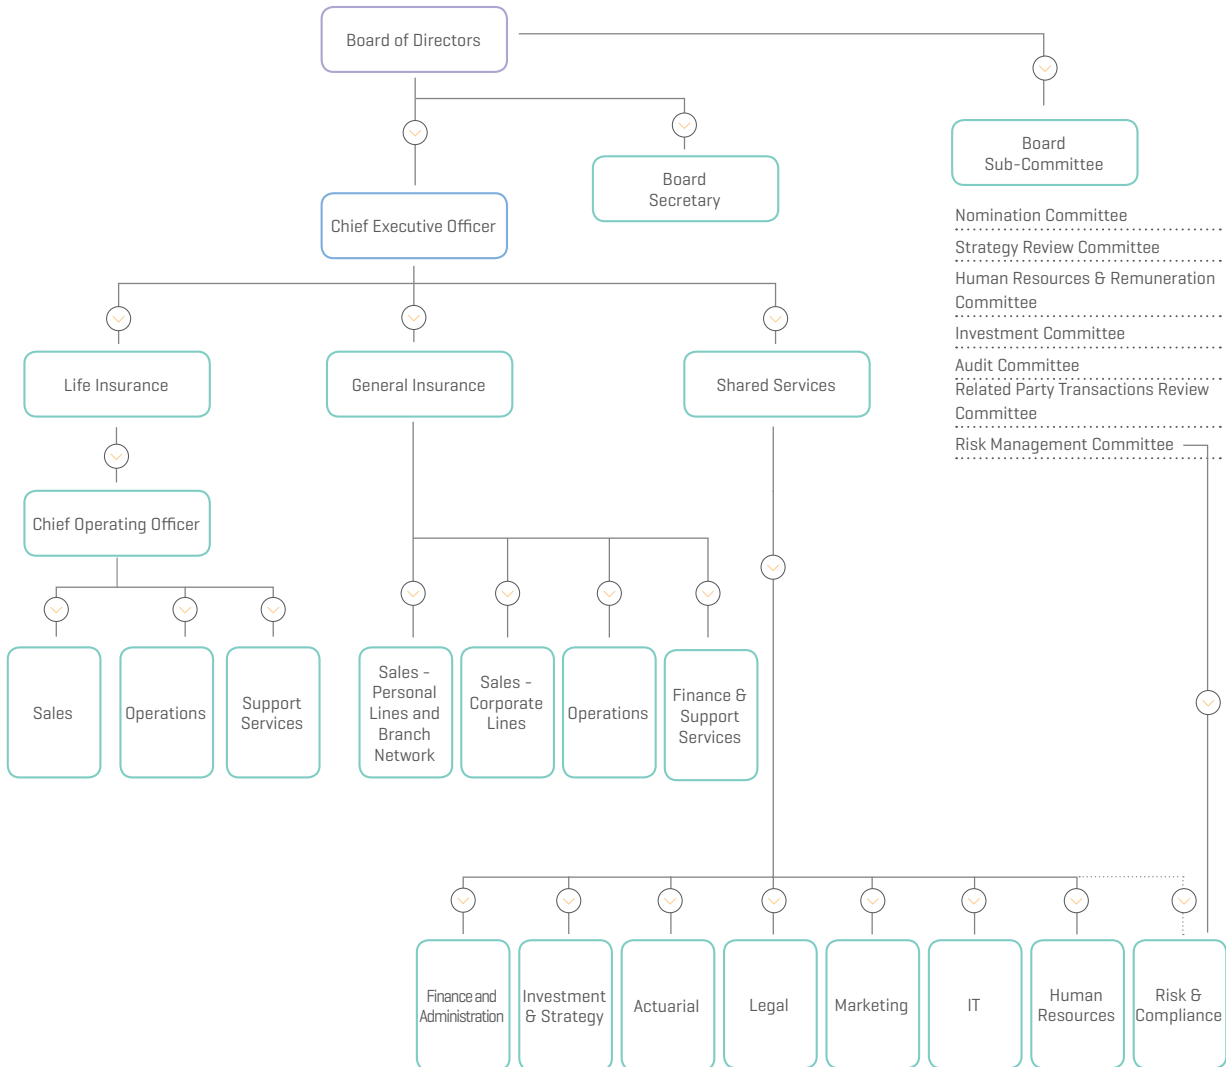 Board of Directors
Board
Sub-Committee
Board
Secretary
Chief Executive Officer
Nomination Committee
Strategy Review Committee
Human Resources & Remuneration
Committee
Investment Committee
Audit Committee
Related Party Transactions Review
Committee
Risk Management Committee
Life Insurance
General Insurance
Shared Services
Chief Operating Officer
Sales
Operations
Support
Services
Sales -
Personal
Lines and
Branch
Network
Sales -
Corporate
Lines
Operations
Finance &
Support
Services
Finance and
Administration
Investment
& Strategy
Actuarial
Legal
Marketing
IT
Human
Resources
Risk &
Compliance